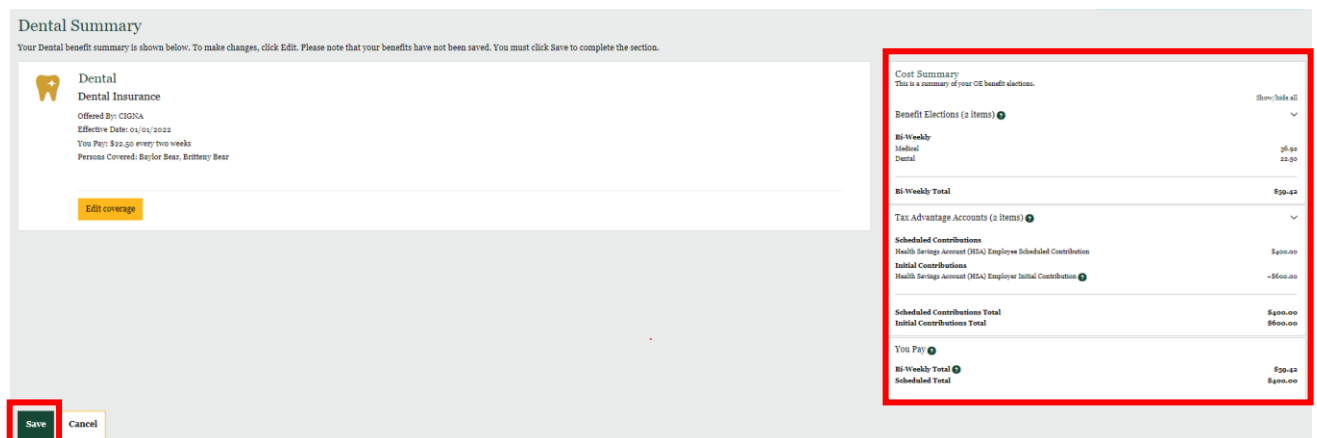 Dental Summary
Your Dental benefit summary is shown below. To make changes, click Edit. Please note that your benefits have not been saved. You must click Save to complete the section.
Dental
Dental Insurance
Offered By: CIGNA
Effective Date: 01/01/2022
You Pay: $22.50 every two weeks
Persons Covered: Baylor Bear, Britteny Bear
Edit coverage
Save Cancel
Cost Summary
This is a summary of your OE benefit elections.
Show/hide all
Benefit Elections (2 items) ?
Bi-Weekly
Medical 36.92
Dental 22.50
Bi-Weekly Total $59.42
Tax Advantage Accounts (2 items) ?
Scheduled Contributions
Health Savings Account (HSA) Employee Scheduled Contribution $400.00
Initial Contributions
Health Savings Account (HSA) Employer Initial Contribution ? +$600.00
Scheduled Contributions Total $400.00
Initial Contributions Total $600.00
You Pay ?
Bi-Weekly Total ? $59.42
Scheduled Total $400.00